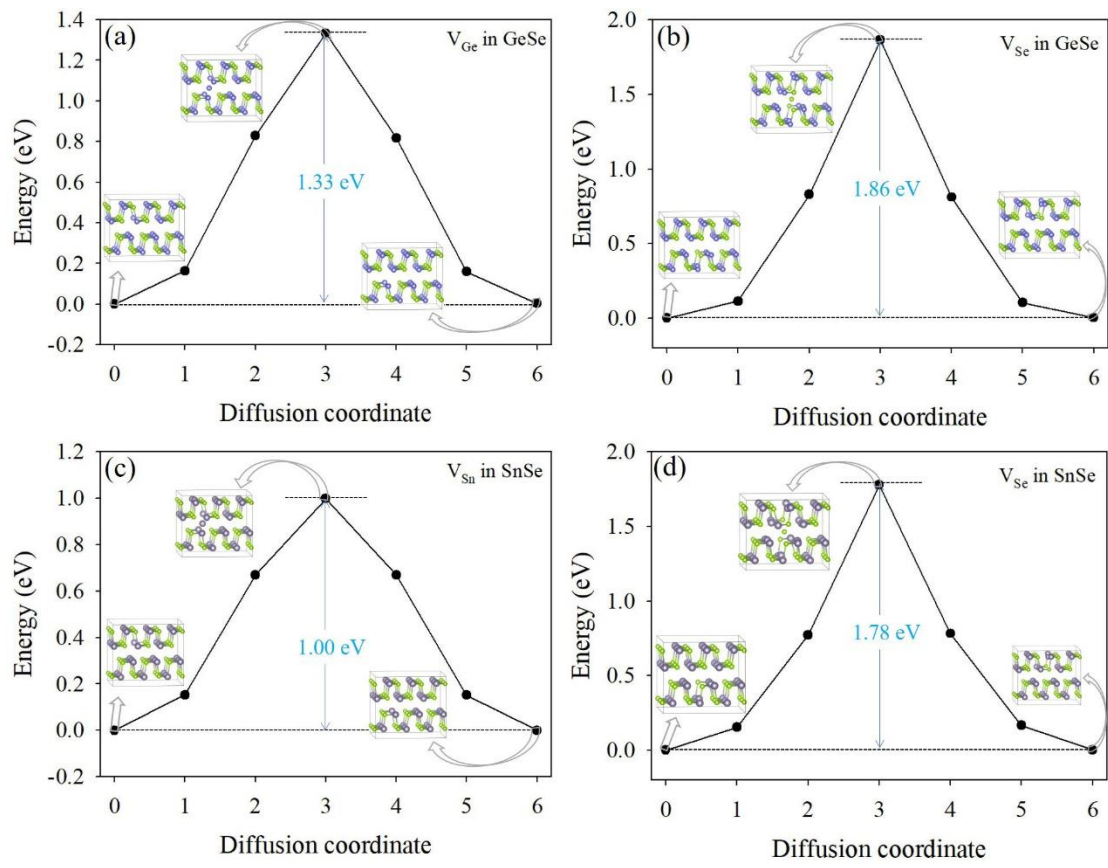 (a)
V_Ge in GeSe
1.4
1.2
1.0
0.8
0.6
0.4
0.2
0.0
-0.2
Energy (eV)
1.33 eV
0 1 2 3 4 5 6
Diffusion coordinate
(b)
V_Se in GeSe
2.0
1.5
1.0
0.5
0.0
Energy (eV)
1.86 eV
0 1 2 3 4 5 6
Diffusion coordinate
(c)
V_Sn in SnSe
1.2
1.0
0.8
0.6
0.4
0.2
0.0
-0.2
Energy (eV)
1.00 eV
0 1 2 3 4 5 6
Diffusion coordinate
(d)
V_Se in SnSe
2.0
1.5
1.0
0.5
0.0
Energy (eV)
1.78 eV
0 1 2 3 4 5 6
Diffusion coordinate